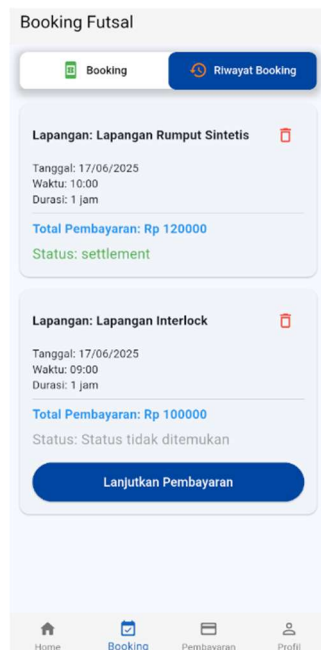 Booking Futsal
Booking
Riwayat Booking
Lapangan: Lapangan Rumput Sintetis
Tanggal: 17/06/2025
Waktu: 10:00
Durasi: 1 jam
Total Pembayaran: Rp 120000
Status: settlement
Lapangan: Lapangan Interlock
Tanggal: 17/06/2025
Waktu: 09:00
Durasi: 1 jam
Total Pembayaran: Rp 100000
Status: Status tidak ditemukan
Lanjutkan Pembayaran
Home
Booking
Pembayaran
Profil